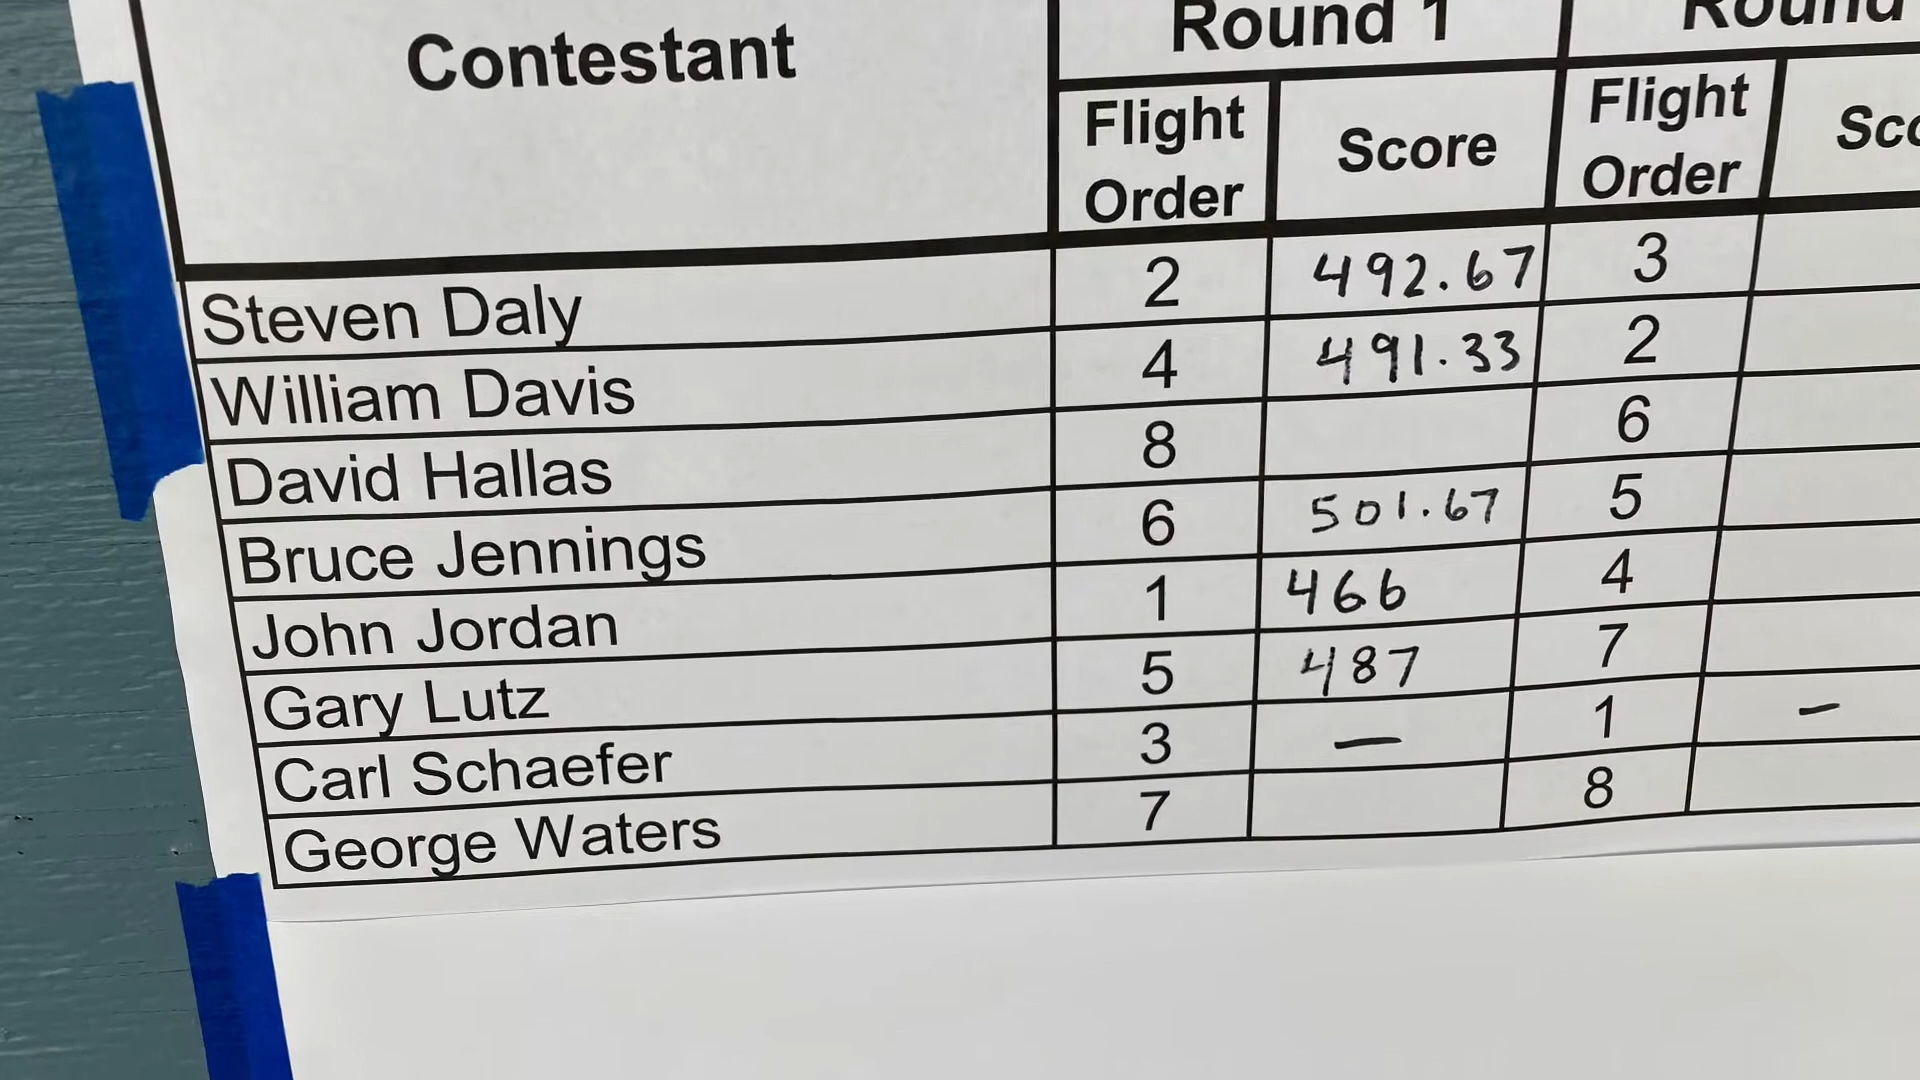 Contestant Round 1 Round
Flight Order Score Flight Order Sco
Steven Daly 2 492.67 3
William Davis 4 491.33 2
David Hallas 8 6
Bruce Jennings 6 501.67 5
John Jordan 1 466 4
Gary Lutz 5 487 7
Carl Schaefer 3 – 1 –
George Waters 7 8